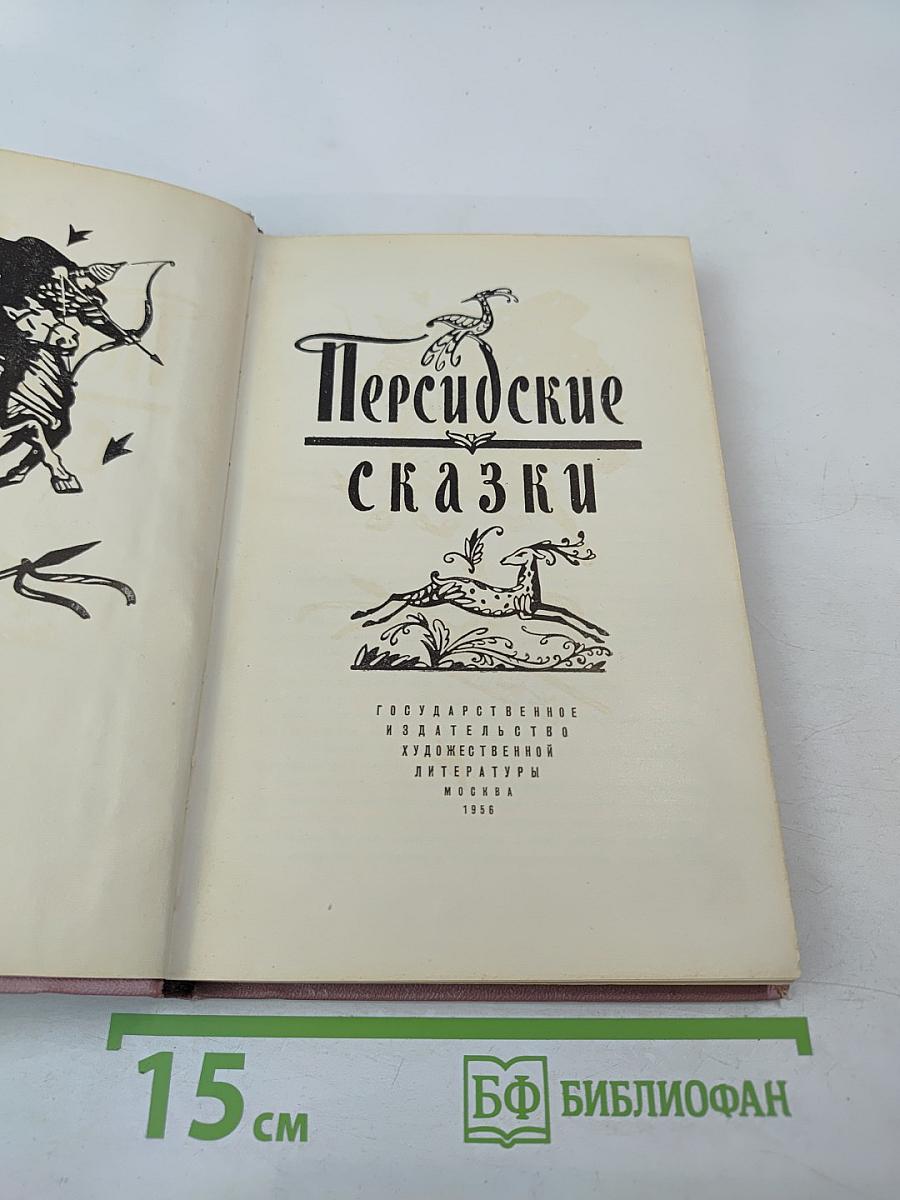 Персидские
сказки
ГОСУДАРСТВЕННОЕ
ИЗДАТЕЛЬСТВО
ХУДОЖЕСТВЕННОЙ
ЛИТЕРАТУРЫ
МОСКВА
1956
15 см
БФ БИБЛИОФАН